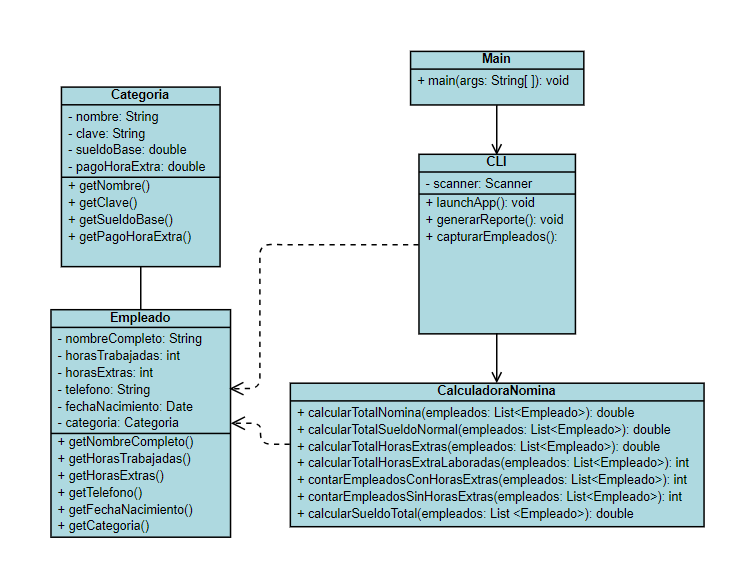 Main
+ main(args: String[ ]): void
Categoria
- nombre: String
- clave: String
- sueldoBase: double
- pagoHoraExtra: double
+ getNombre()
+ getClave()
+ getSueldoBase()
+ getPagoHoraExtra()
CLI
- scanner: Scanner
+ launchApp(): void
+ generarReporte(): void
+ capturarEmpleados():
Empleado
- nombreCompleto: String
- horasTrabajadas: int
- horasExtras: int
- telefono: String
- fechaNacimiento: Date
- categoria: Categoria
+ getNombreCompleto()
+ getHorasTrabajadas()
+ getHorasExtras()
+ getTelefono()
+ getFechaNacimiento()
+ getCategoria()
CalculadoraNomina
+ calcularTotalNomina(empleados: List<Empleado>): double
+ calcularTotalSueldoNormal(empleados: List<Empleado>): double
+ calcularTotalHorasExtras(empleados: List<Empleado>): double
+ calcularTotalHorasExtraLaboradas(empleados: List<Empleado>): int
+ contarEmpleadosConHorasExtras(empleados: List<Empleado>): int
+ contarEmpleadosSinHorasExtras(empleados: List<Empleado>): int
+ calcularSueldoTotal(empleados: List <Empleado>): double